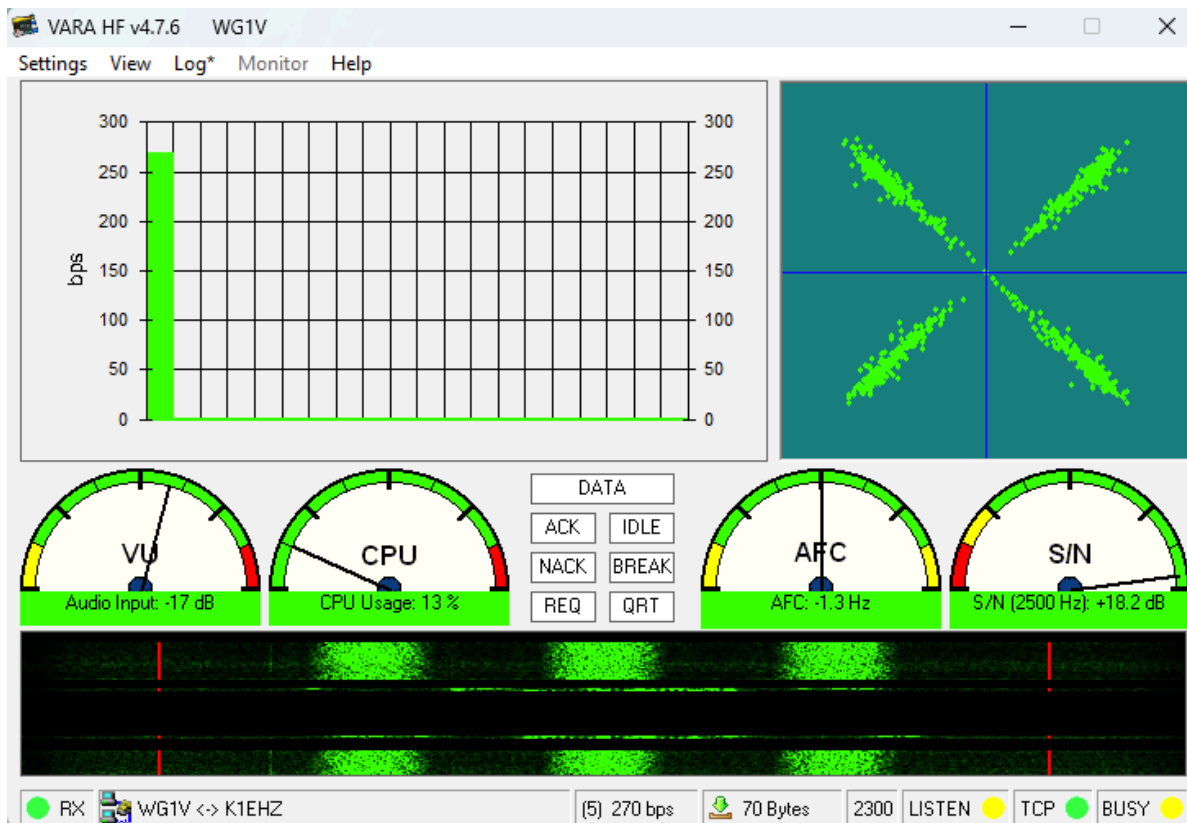 VARA HF v4.7.6 WG1V
Settings View Log* Monitor Help
300 300
250 250
200 200
bps
150 150
100 100
50 50
0 0
DATA
ACK IDLE
NACK BREAK
REQ QRT
VU
Audio Input: -17 dB
CPU
CPU Usage: 13 %
AFC
AFC: -1.3 Hz
S/N
S/N (2500 Hz): +18.2 dB
RX WG1V <-> K1EHZ (5) 270 bps 70 Bytes 2300 LISTEN TCP BUSY